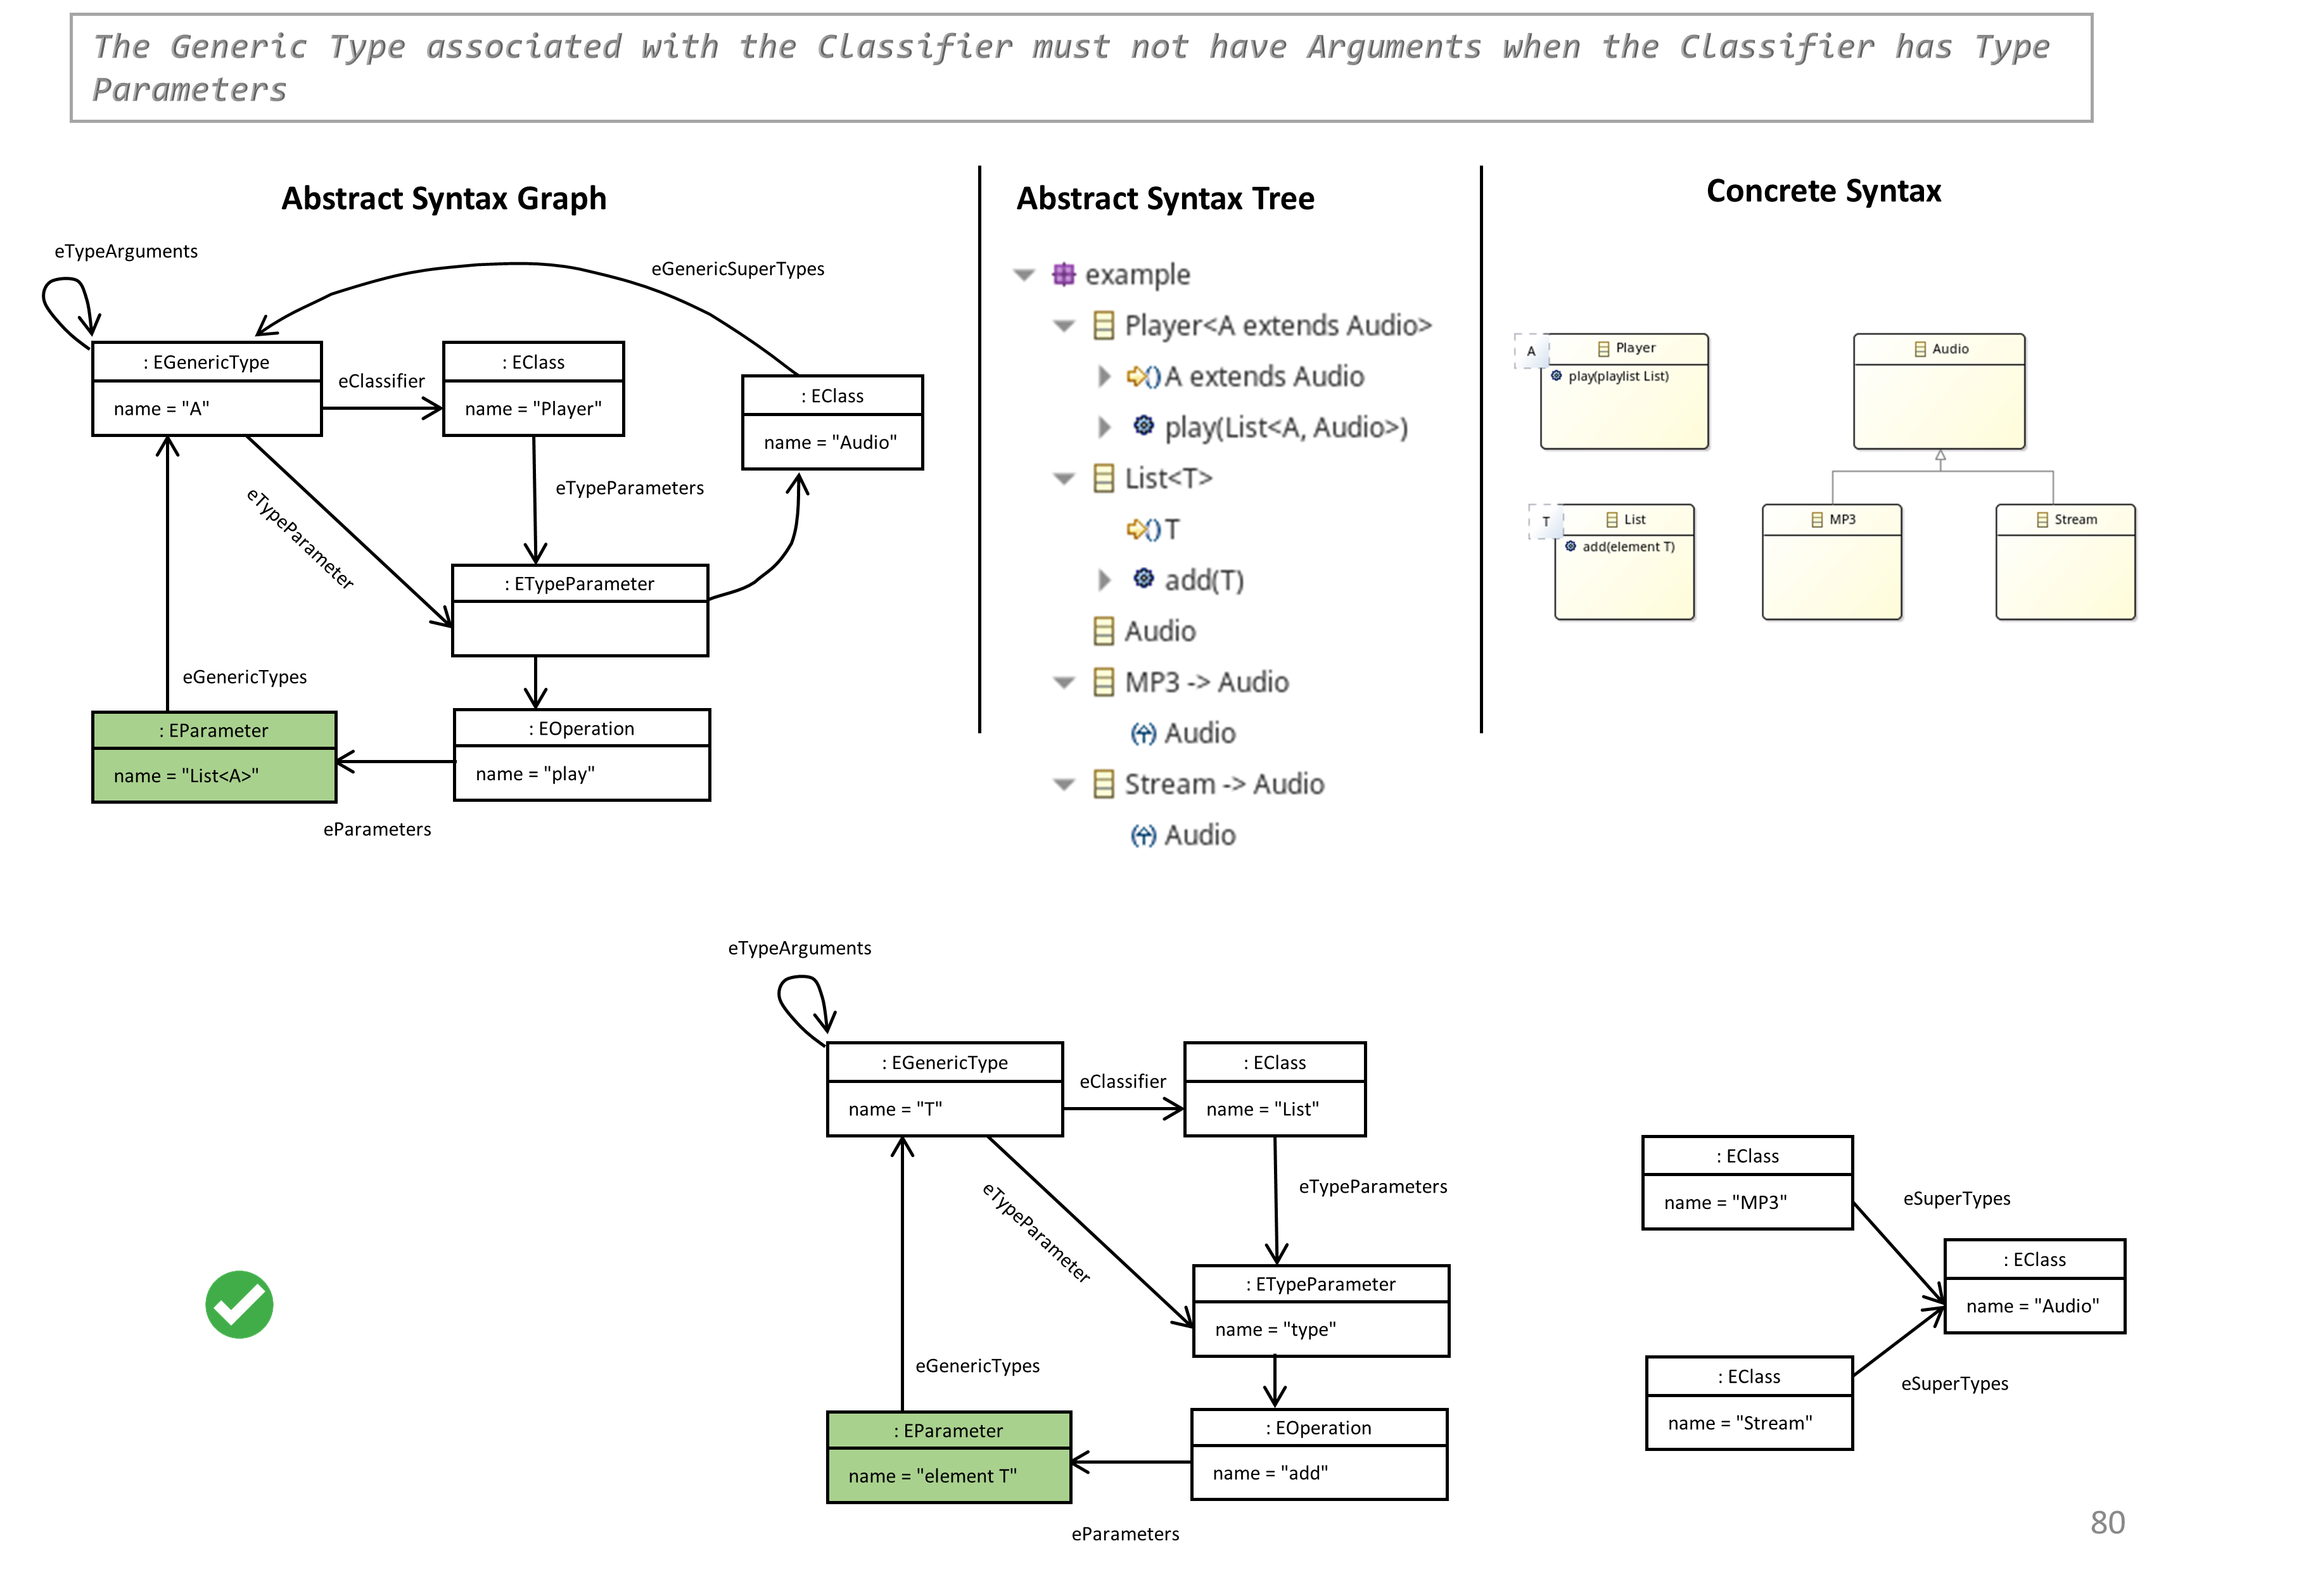 The Generic Type associated with the Classifier must not have Arguments when the Classifier has Type
Parameters
Abstract Syntax Graph
eTypeArguments
eGenericSuperTypes
: EGenericType
name = "A"
eClassifier
: EClass
name = "Player"
: EClass
name = "Audio"
eTypeParameter
eTypeParameters
: ETypeParameter
eGenericTypes
: EParameter
name = "List<A>"
: EOperation
name = "play"
eParameters
Abstract Syntax Tree
example
Player<A extends Audio>
A extends Audio
play(List<A, Audio>)
List<T>
T
add(T)
Audio
MP3 -> Audio
Audio
Stream -> Audio
Audio
Concrete Syntax
A
Player
play(playlist List)
Audio
T
List
add(element T)
MP3
Stream
eTypeArguments
: EGenericType
name = "T"
eClassifier
: EClass
name = "List"
eTypeParameter
eTypeParameters
: ETypeParameter
name = "type"
eGenericTypes
: EParameter
name = "element T"
: EOperation
name = "add"
eParameters
: EClass
name = "MP3"
eSuperTypes
: EClass
name = "Audio"
: EClass
name = "Stream"
eSuperTypes
80